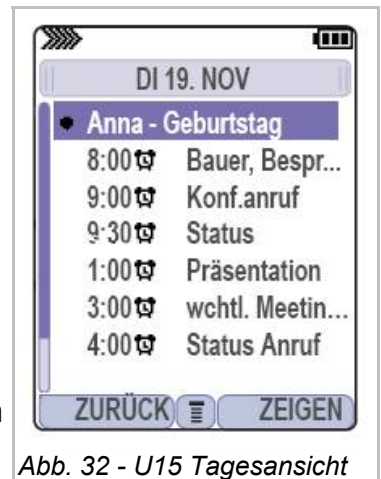 DI 19. NOV
• Anna - Geburtstag
8:00 Bauer, Bespr...
9:00 Konf.anruf
9:30 Status
1:00 Präsentation
3:00 wchtl. Meetin...
4:00 Status Anruf
ZURÜCK ZEIGEN
Abb. 32 - U15 Tagesansicht